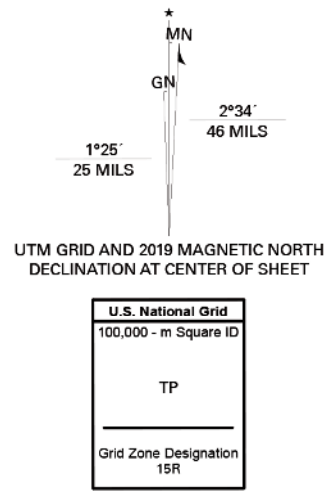 ★
MN
GN
2°34´
46 MILS
1°25´
25 MILS
UTM GRID AND 2019 MAGNETIC NORTH
DECLINATION AT CENTER OF SHEET
U.S. National Grid
100,000 - m Square ID
TP
Grid Zone Designation
15R